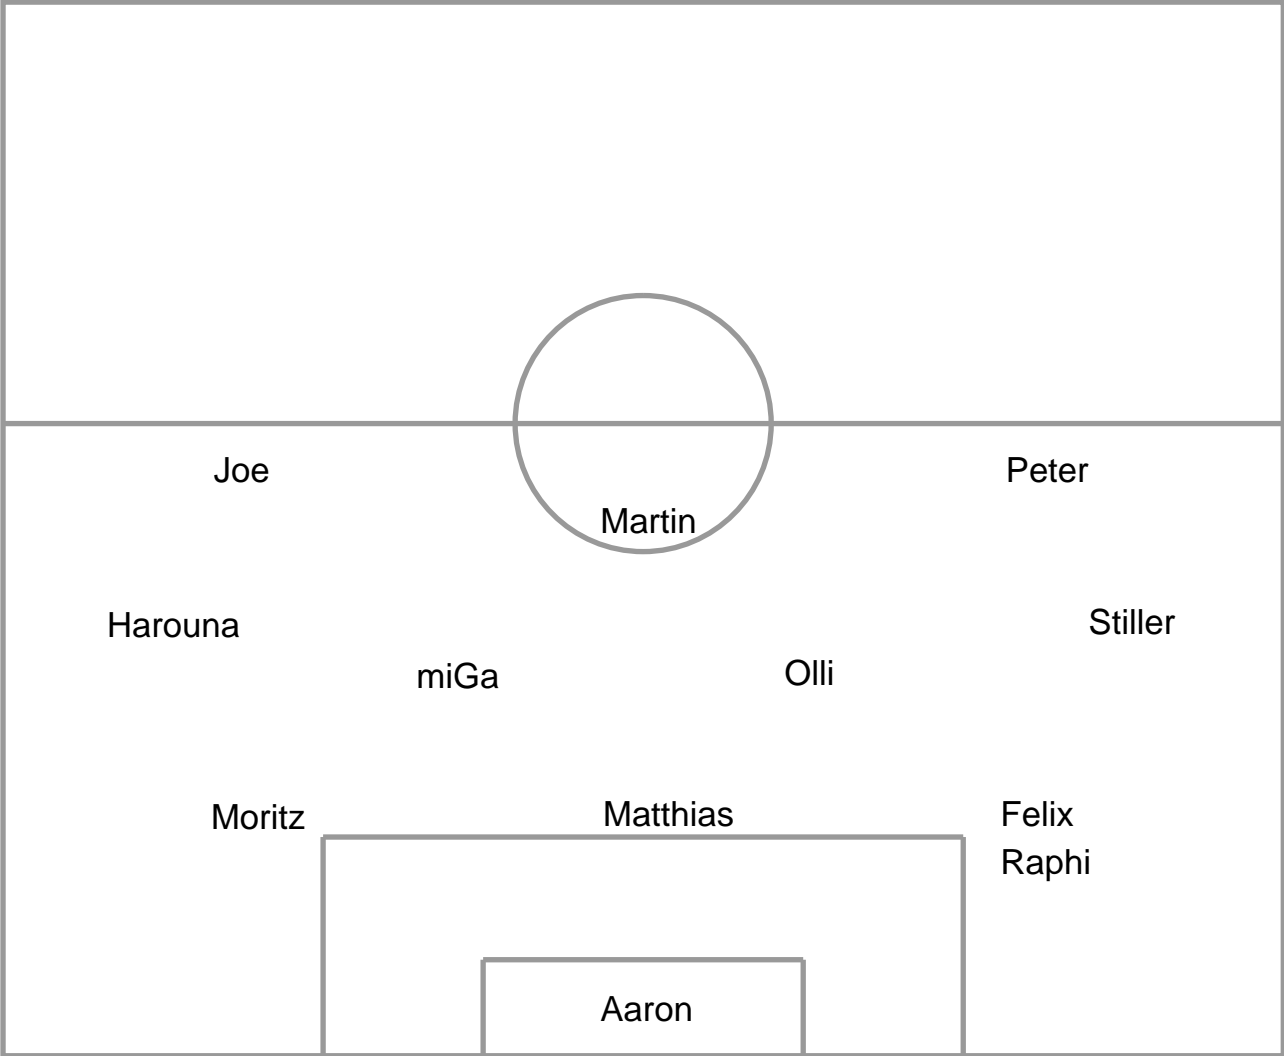 Joe
Peter
Martin
Harouna
Stiller
miGa
Olli
Moritz
Matthias
Felix
Raphi
Aaron